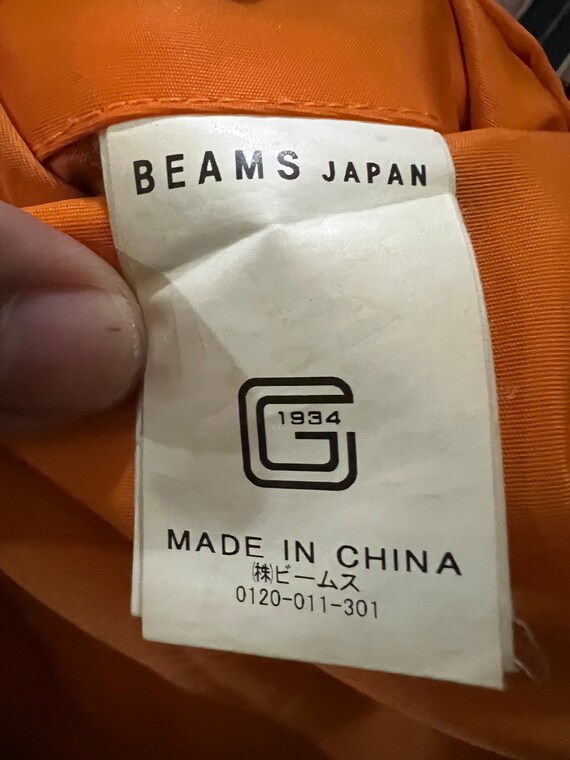 BEAMS JAPAN
1934
G
MADE IN CHINA
㈱ビームス
0120-011-301